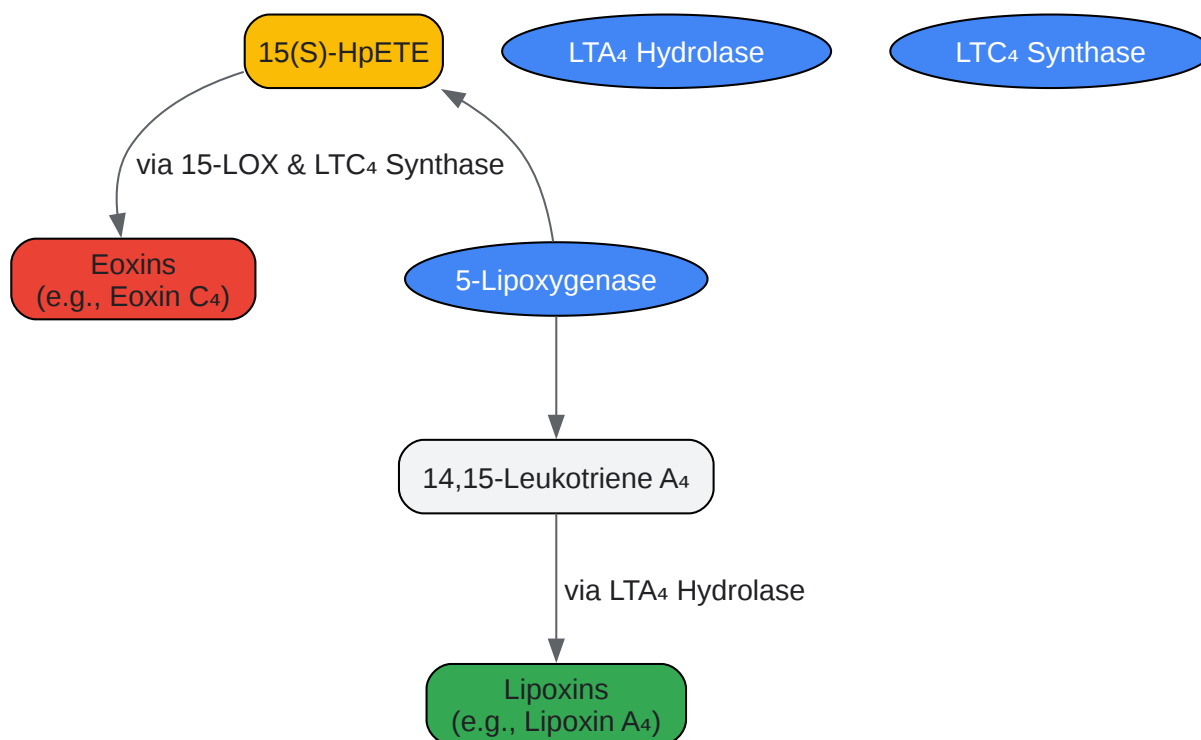 15(S)-HpETE
LTA₄ Hydrolase
LTC₄ Synthase
via 15-LOX & LTC₄ Synthase
Eoxins
(e.g., Eoxin C₄)
5-Lipoxygenase
14,15-Leukotriene A₄
via LTA₄ Hydrolase
Lipoxins
(e.g., Lipoxin A₄)